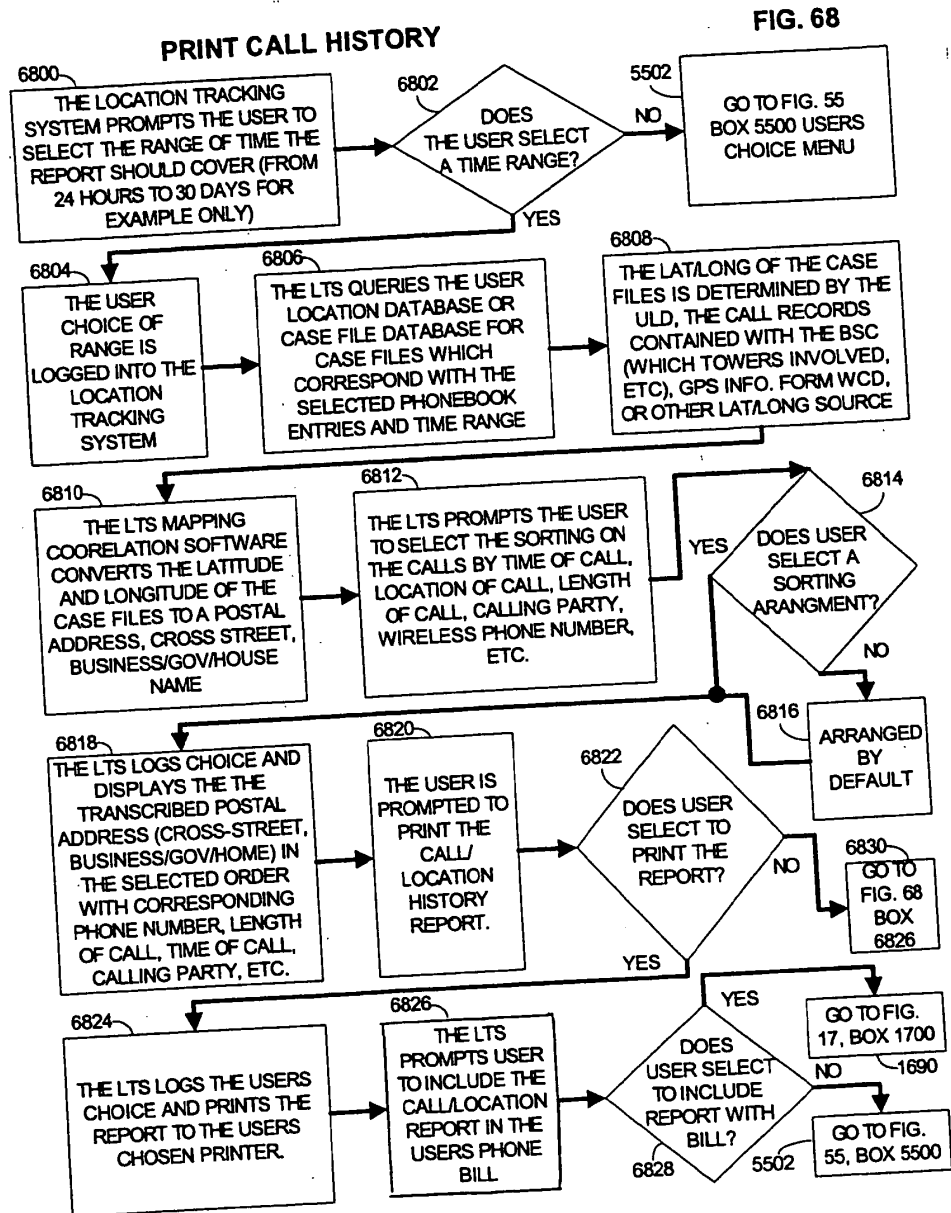 FIG. 68
PRINT CALL HISTORY
6800
THE LOCATION TRACKING
SYSTEM PROMPTS THE USER TO
SELECT THE RANGE OF TIME THE
REPORT SHOULD COVER (FROM
24 HOURS TO 30 DAYS FOR
EXAMPLE ONLY)
6802
DOES
THE USER SELECT
A TIME RANGE?
NO
YES
5502
GO TO FIG. 55
BOX 5500 USERS
CHOICE MENU
6804
THE USER
CHOICE OF
RANGE IS
LOGGED INTO THE
LOCATION
TRACKING
SYSTEM
6806
THE LTS QUERIES THE USER
LOCATION DATABASE OR
CASE FILE DATABASE FOR
CASE FILES WHICH
CORRESPOND WITH THE
SELECTED PHONEBOOK
ENTRIES AND TIME RANGE
6808
THE LAT/LONG OF THE CASE
FILES IS DETERMINED BY THE
ULD, THE CALL RECORDS
CONTAINED WITH THE BSC
(WHICH TOWERS INVOLVED,
ETC), GPS INFO. FORM WCD,
OR OTHER LAT/LONG SOURCE
6810
THE LTS MAPPING
COORELATION SOFTWARE
CONVERTS THE LATITUDE
AND LONGITUDE OF THE
CASE FILES TO A POSTAL
ADDRESS, CROSS STREET,
BUSINESS/GOV/HOUSE
NAME
6812
THE LTS PROMPTS THE USER
TO SELECT THE SORTING ON
THE CALLS BY TIME OF CALL,
LOCATION OF CALL, LENGTH
OF CALL, CALLING PARTY,
WIRELESS PHONE NUMBER,
ETC.
6814
DOES USER
SELECT A
SORTING
ARANGMENT?
YES
NO
6816
ARRANGED
BY
DEFAULT
6818
THE LTS LOGS CHOICE AND
DISPLAYS THE THE
TRANSCRIBED POSTAL
ADDRESS (CROSS-STREET,
BUSINESS/GOV/HOME) IN
THE SELECTED ORDER
WITH CORRESPONDING
PHONE NUMBER, LENGTH
OF CALL, TIME OF CALL,
CALLING PARTY, ETC.
6820
THE USER IS
PROMPTED TO
PRINT THE
CALL/
LOCATION
HISTORY
REPORT.
6822
DOES USER
SELECT TO
PRINT THE
REPORT?
NO
YES
6830
GO TO
FIG. 68
BOX
6826
6824
THE LTS LOGS THE USERS
CHOICE AND PRINTS THE
REPORT TO THE USERS
CHOSEN PRINTER.
6826
THE LTS
PROMPTS USER
TO INCLUDE THE
CALL/LOCATION
REPORT IN THE
USERS PHONE
BILL
6828
DOES
USER SELECT
TO INCLUDE
REPORT WITH
BILL?
YES
NO
GO TO FIG.
17, BOX 1700
1690
5502
GO TO FIG.
55, BOX 5500